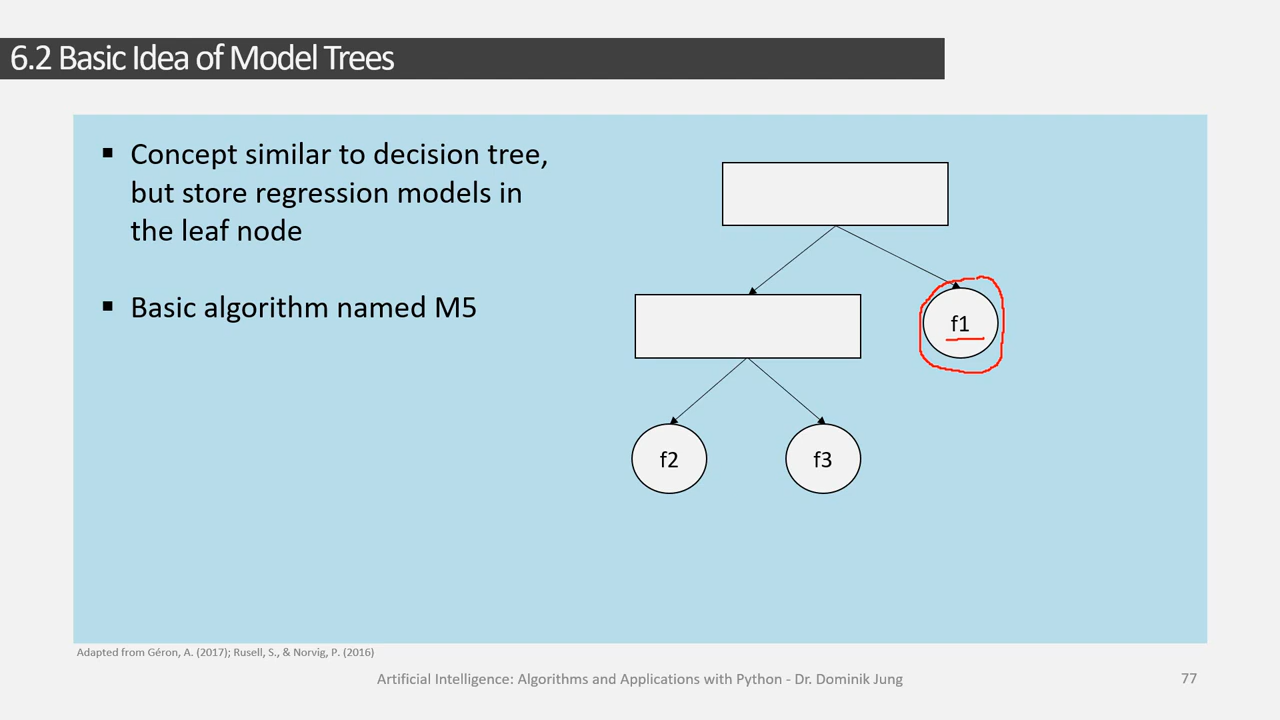 6.2 Basic Idea of Model Trees
▪ Concept similar to decision tree,
but store regression models in
the leaf node
▪ Basic algorithm named M5
f1
f2
f3
Adapted from Géron, A. (2017); Rusell, S., & Norvig, P. (2016)
Artificial Intelligence: Algorithms and Applications with Python - Dr. Dominik Jung
77